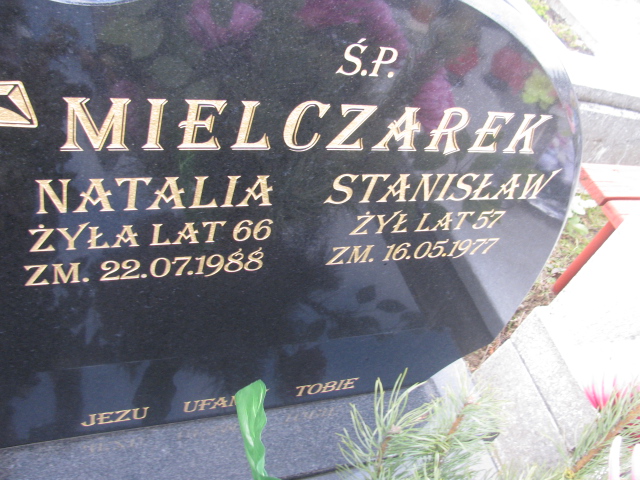 Ś.P.
MIELCZAREK
NATALIA
ŻYŁA LAT 66
ZM. 22.07.1988
STANISŁAW
ŻYŁ LAT 57
ZM. 16.05.1977
JEZU TOBIE